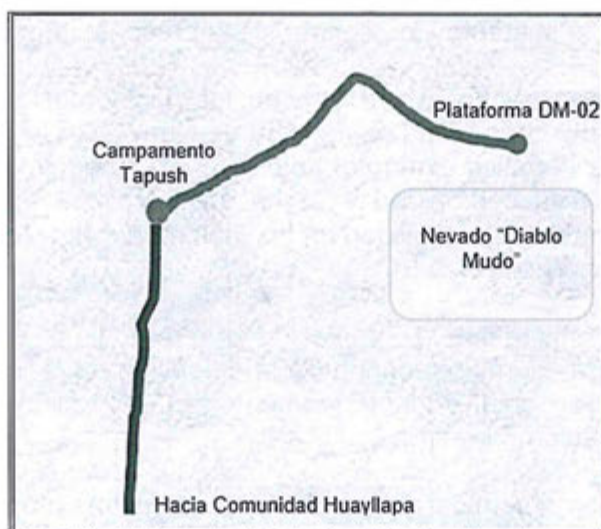 Plataforma DM-02
Campamento
Tapush
Nevado "Diablo
Mudo"
Hacia Comunidad Huayllapa